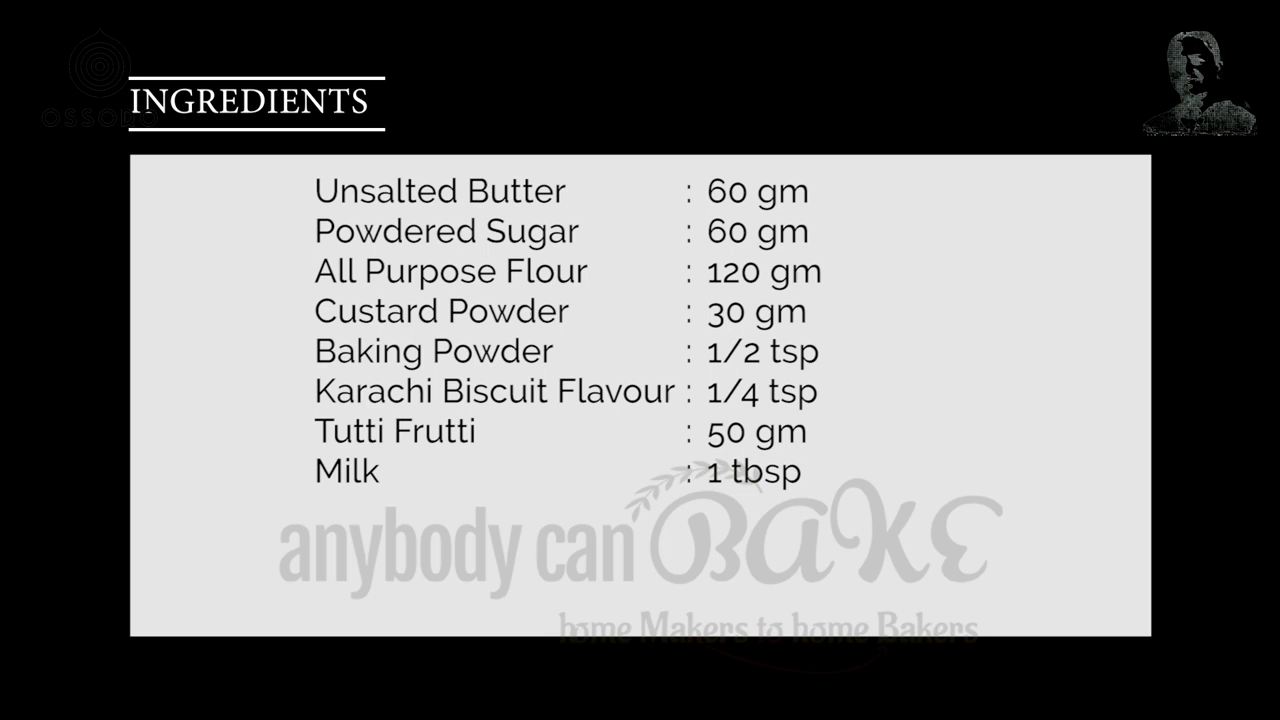 OSSODO
INGREDIENTS
Unsalted Butter : 60 gm
Powdered Sugar : 60 gm
All Purpose Flour : 120 gm
Custard Powder : 30 gm
Baking Powder : 1/2 tsp
Karachi Biscuit Flavour : 1/4 tsp
Tutti Frutti : 50 gm
Milk : 1 tbsp
anybody can BAKE
home Makers to home Bakers